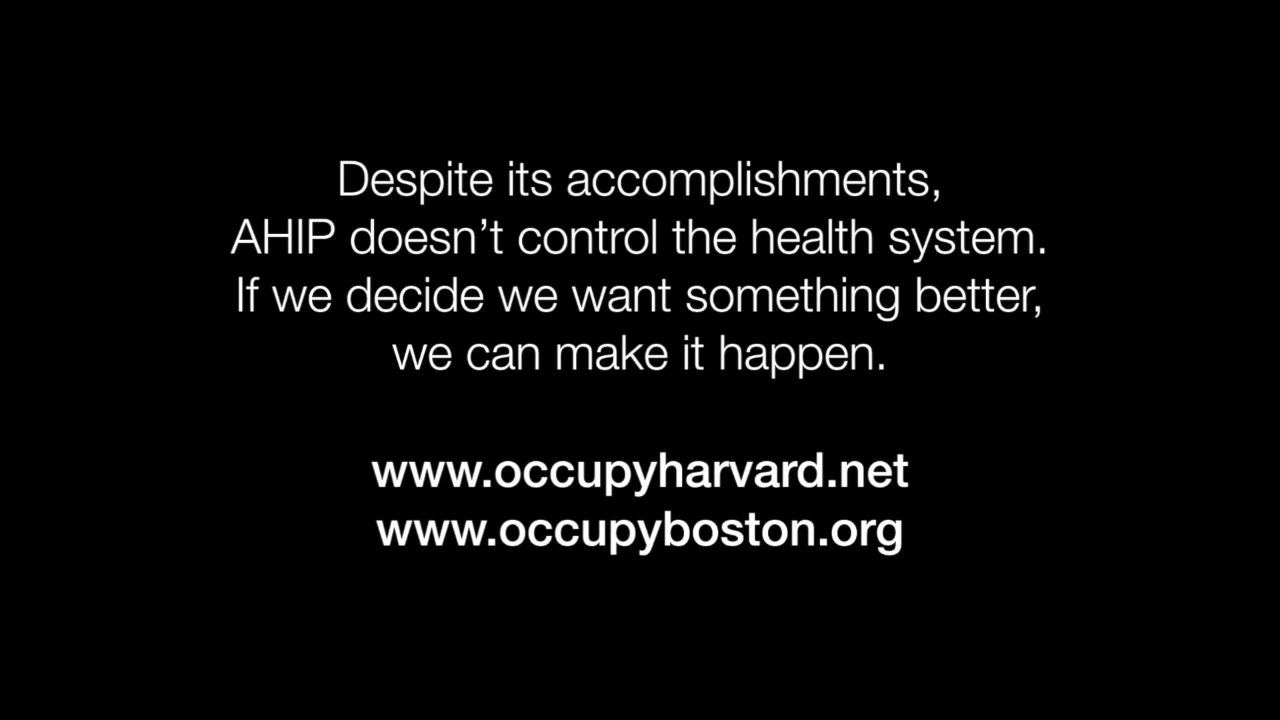 Despite its accomplishments,
AHIP doesn’t control the health system.
If we decide we want something better,
we can make it happen.
www.occupyharvard.net
www.occupyboston.org